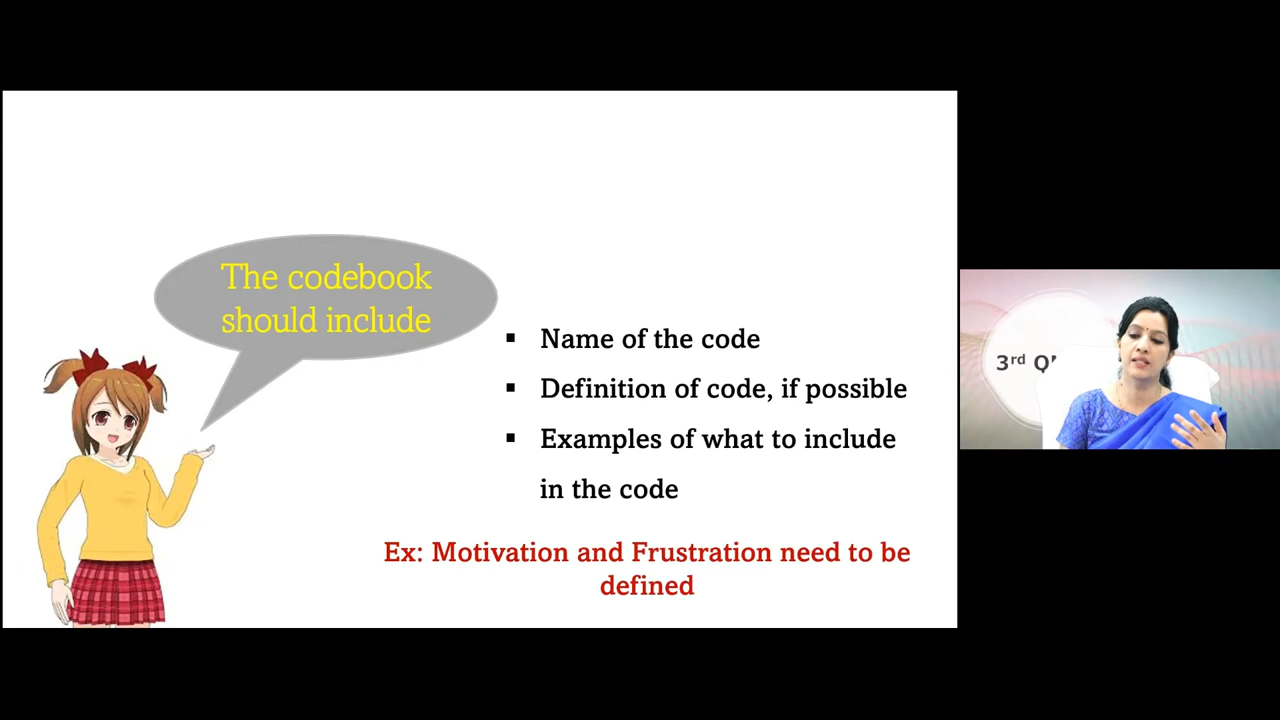 The codebook
should include
▪ Name of the code
▪ Definition of code, if possible
▪ Examples of what to include
in the code
Ex: Motivation and Frustration need to be
defined
3rd